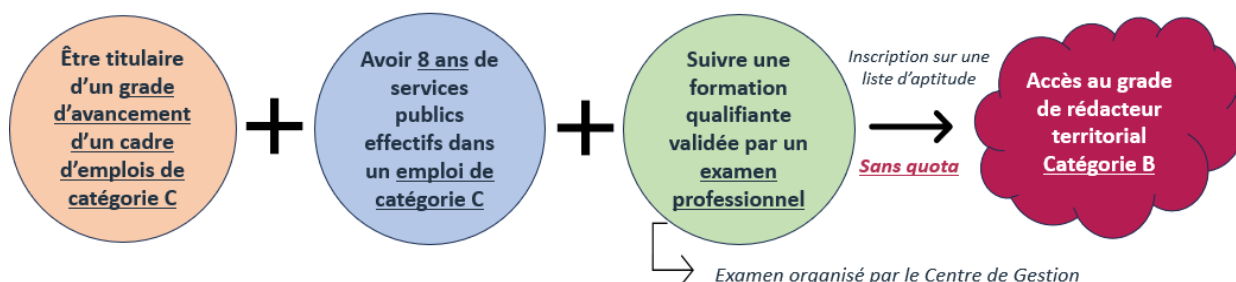 Être titulaire
d'un grade
d'avancement
d'un cadre
d'emplois de
catégorie C
+
Avoir 8 ans de
services
publics
effectifs dans
un emploi de
catégorie C
+
Suivre une
formation
qualifiante
validée par un
examen
professionnel
Inscription sur une
liste d'aptitude
Sans quota
Accès au grade
de rédacteur
territorial
Catégorie B
Examen organisé par le Centre de Gestion